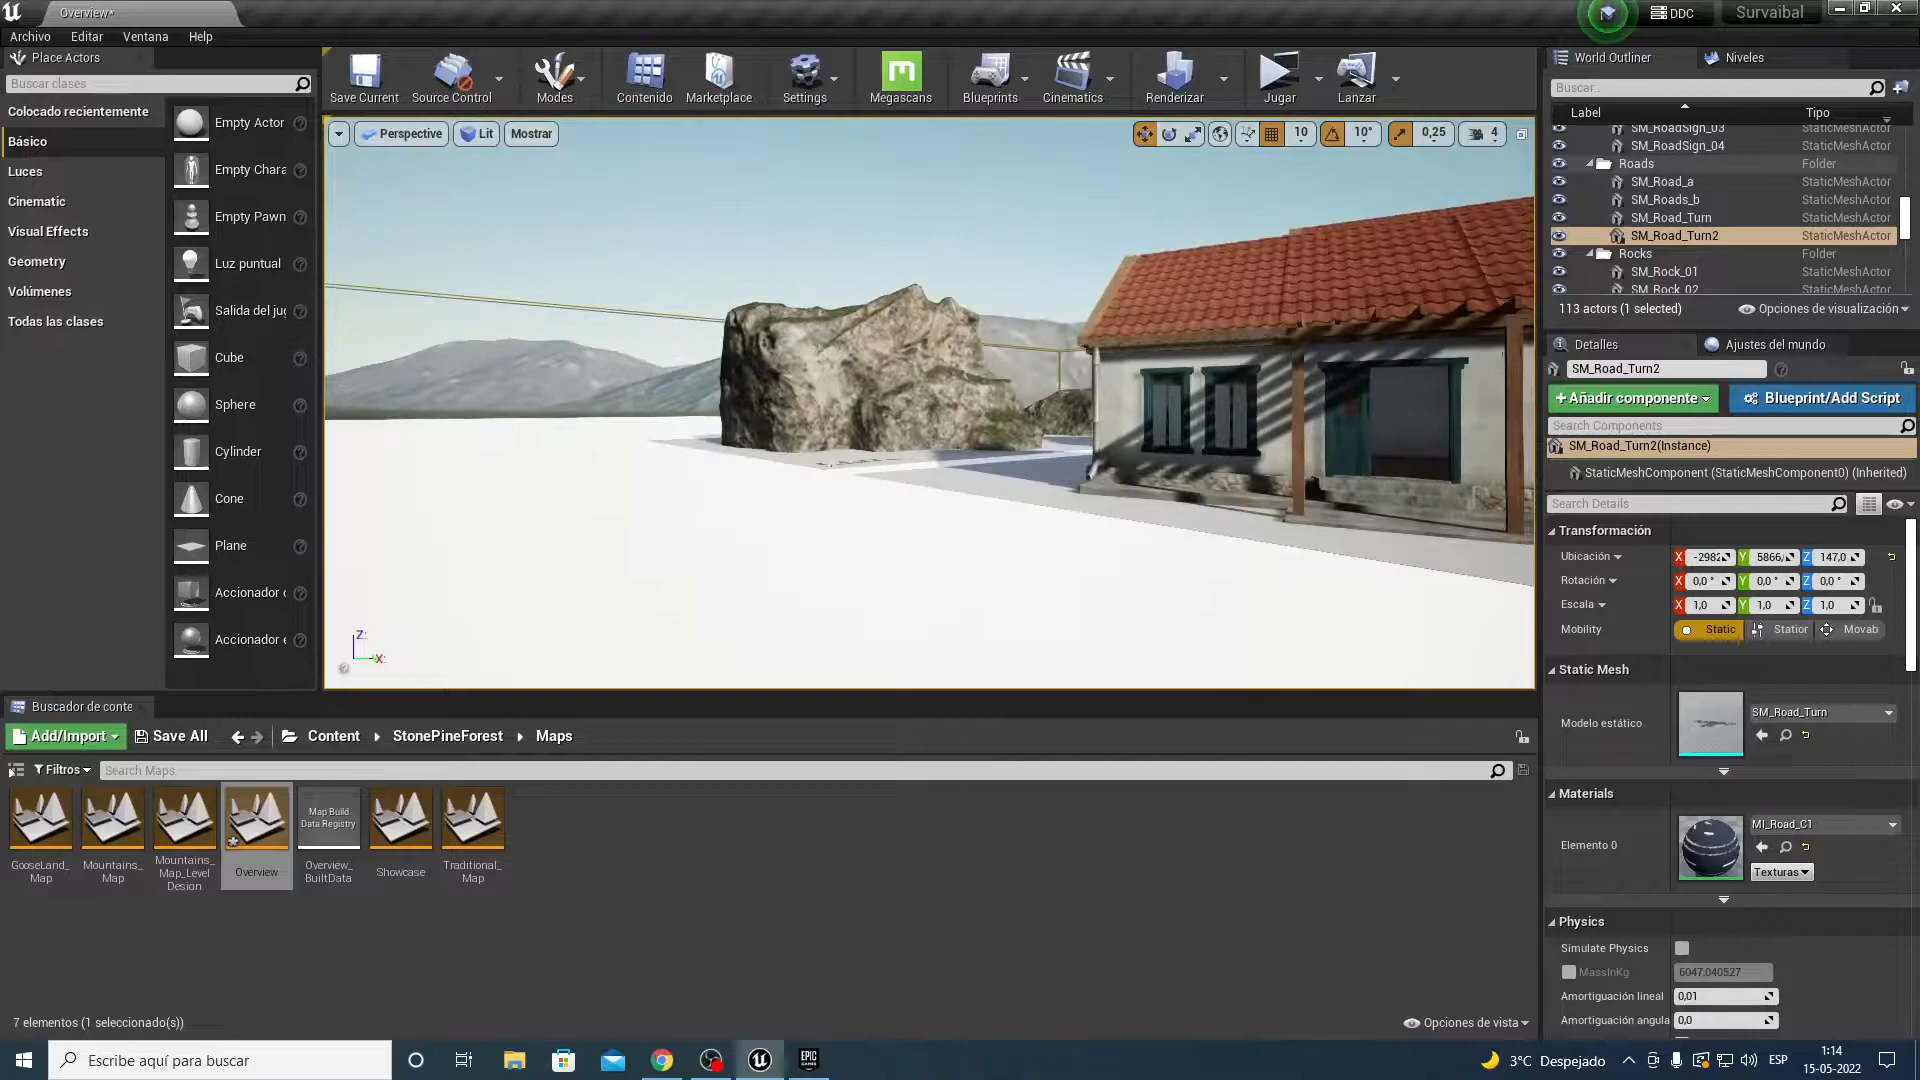 Overview*
DDC
Survaibal
Archivo
Editar
Ventana
Help
Place Actors
Buscar clases
Colocado recientemente
Básico
Luces
Cinematic
Visual Effects
Geometry
Volúmenes
Todas las clases
Empty Actor
Empty Chara
Empty Pawn
Luz puntual
Salida del jug
Cube
Sphere
Cylinder
Cone
Plane
Accionador c
Accionador e
Save Current
Source Control
Modes
Contenido
Marketplace
Settings
Megascans
Blueprints
Cinematics
Renderizar
Jugar
Lanzar
Perspective
Lit
Mostrar
10
10°
0,25
4
Z:
X:
World Outliner
Niveles
Buscar..
Label
Tipo
SM_RoadSign_03 StaticMeshActor
SM_RoadSign_04 StaticMeshActor
Roads Folder
SM_Road_a StaticMeshActor
SM_Roads_b StaticMeshActor
SM_Road_Turn StaticMeshActor
SM_Road_Turn2 StaticMeshActor
Rocks Folder
SM_Rock_01 StaticMeshActor
SM_Rock_02 StaticMeshActor
113 actors (1 selected)
Opciones de visualización
Detalles
Ajustes del mundo
SM_Road_Turn2
+Añadir componente
Blueprint/Add Script
Search Components
SM_Road_Turn2(Instance)
StaticMeshComponent (StaticMeshComponent0) (Inherited)
Search Details
Transformación
Ubicación X -2982 Y 5866, Z 147,0
Rotación X 0,0 ° Y 0,0 ° Z 0,0 °
Escala X 1,0 Y 1,0 Z 1,0
Mobility Static Statior Movab
Static Mesh
Modelo estático
SM_Road_Turn
Materials
Elemento 0
MI_Road_C1
Texturas
Physics
Simulate Physics
MassInKg 6047.040527
Amortiguación lineal 0,01
Amortiguación angula 0,0
Buscador de conte
Add/Import
Save All
Content
StonePineForest
Maps
Filtros
Search Maps
GooseLand_
Map
Mountains_
Map
Mountains_
Map_Level
Design
Overview
Map Build
Data Registry
Overview_
BuiltData
Showcase
Traditional_
Map
7 elementos (1 seleccionado(s))
Opciones de vista
Escribe aquí para buscar
EPIC
GAMES
3°C Despejado
ESP
1:14
15-05-2022